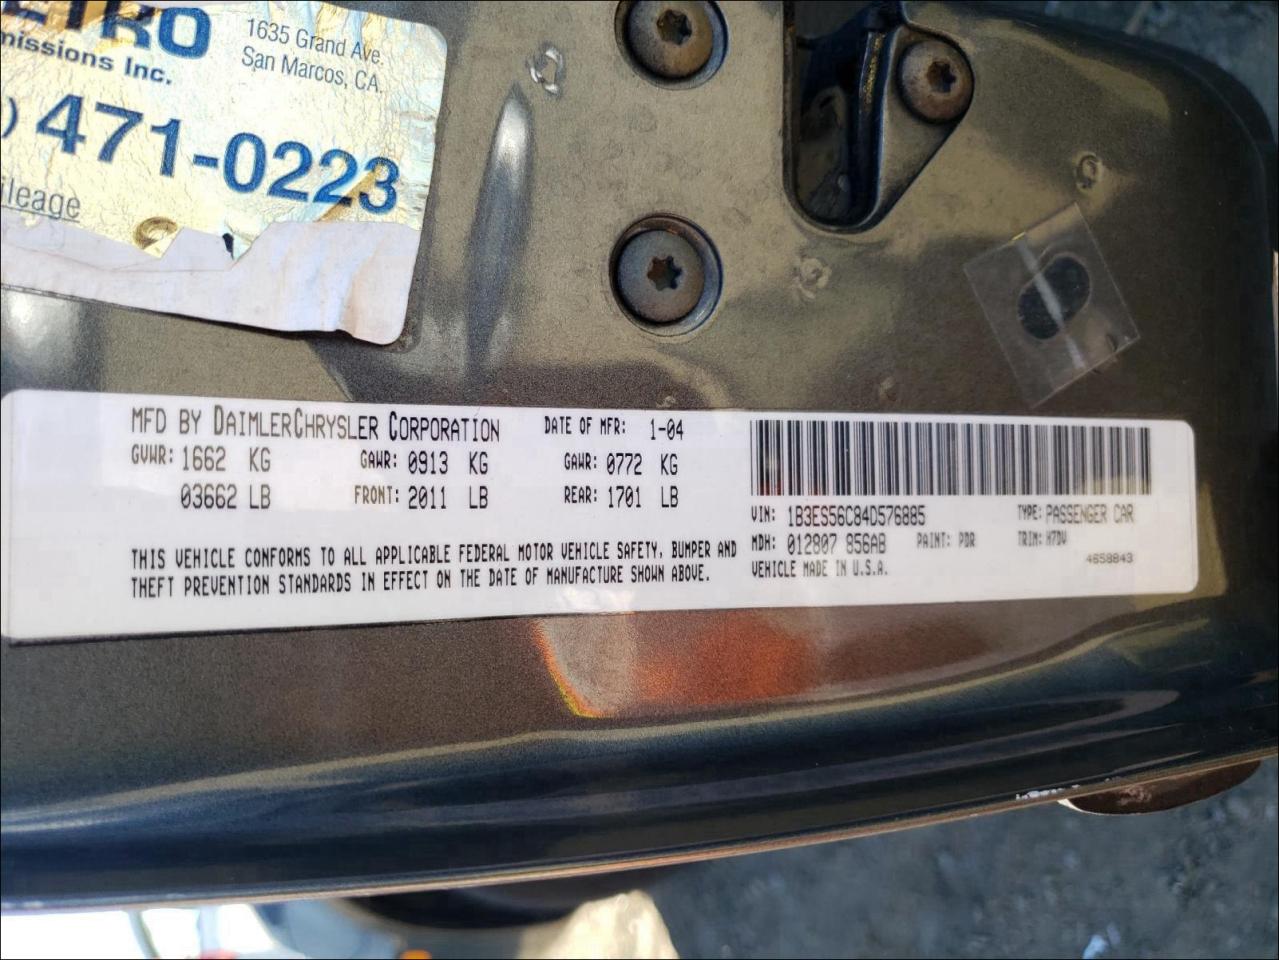 TRO
missions Inc.
1635 Grand Ave.
San Marcos, CA.
) 471-0223
ileage
MFD BY DAIMLERCHRYSLER CORPORATION DATE OF MFR: 1-04
GVWR: 1662 KG GAWR: 0913 KG GAWR: 0772 KG
03662 LB FRONT: 2011 LB REAR: 1701 LB
THIS VEHICLE CONFORMS TO ALL APPLICABLE FEDERAL MOTOR VEHICLE SAFETY, BUMPER AND
THEFT PREVENTION STANDARDS IN EFFECT ON THE DATE OF MANUFACTURE SHOWN ABOVE.
VIN: 1B3ES56C84D576885 TYPE: PASSENGER CAR
MDH: 012807 856AB PAINT: PDR TRIM: H7DV
VEHICLE MADE IN U.S.A. 4658843